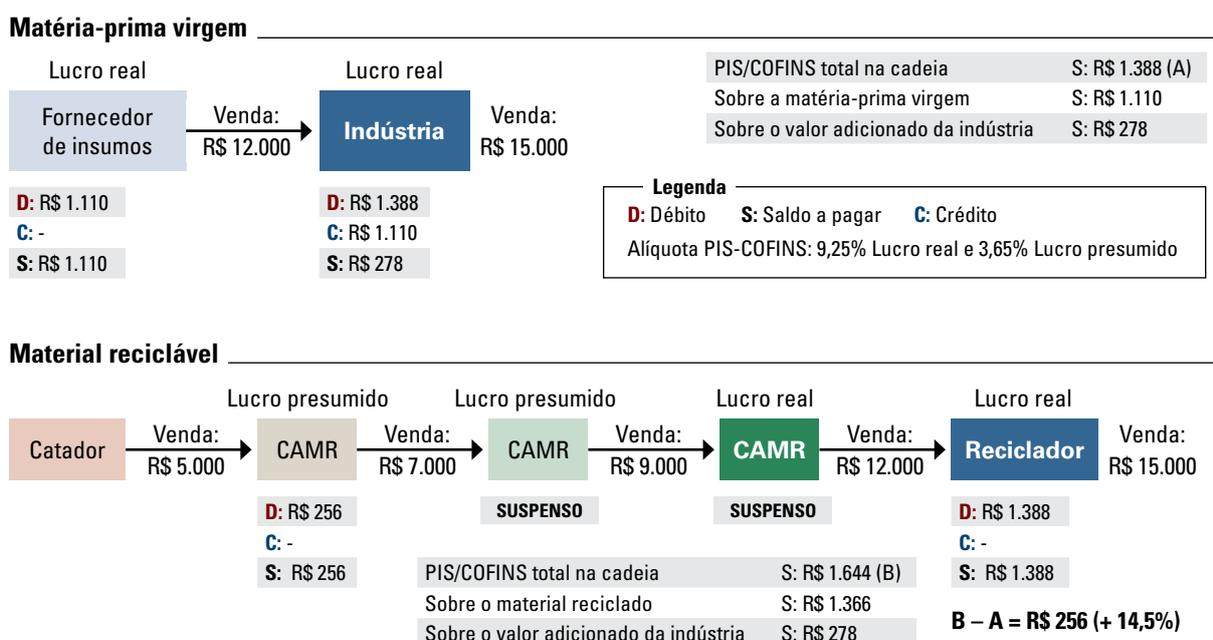 Matéria-prima virgem
Lucro real
Fornecedor
de insumos
Venda:
R$ 12.000
Lucro real
Indústria
Venda:
R$ 15.000
D: R$ 1.110
C: -
S: R$ 1.110
D: R$ 1.388
C: R$ 1.110
S: R$ 278
PIS/COFINS total na cadeia S: R$ 1.388 (A)
Sobre a matéria-prima virgem S: R$ 1.110
Sobre o valor adicionado da indústria S: R$ 278
Legenda
D: Débito S: Saldo a pagar C: Crédito
Alíquota PIS-COFINS: 9,25% Lucro real e 3,65% Lucro presumido
Material reciclável
Catador
Venda:
R$ 5.000
Lucro presumido
CAMR
Venda:
R$ 7.000
Lucro presumido
CAMR
Venda:
R$ 9.000
Lucro real
CAMR
Venda:
R$ 12.000
Lucro real
Reciclador
Venda:
R$ 15.000
D: R$ 256
C: -
S: R$ 256
SUSPENSO
SUSPENSO
D: R$ 1.388
C: -
S: R$ 1.388
PIS/COFINS total na cadeia S: R$ 1.644 (B)
Sobre o material reciclado S: R$ 1.366
Sobre o valor adicionado da indústria S: R$ 278
B – A = R$ 256 (+ 14,5%)